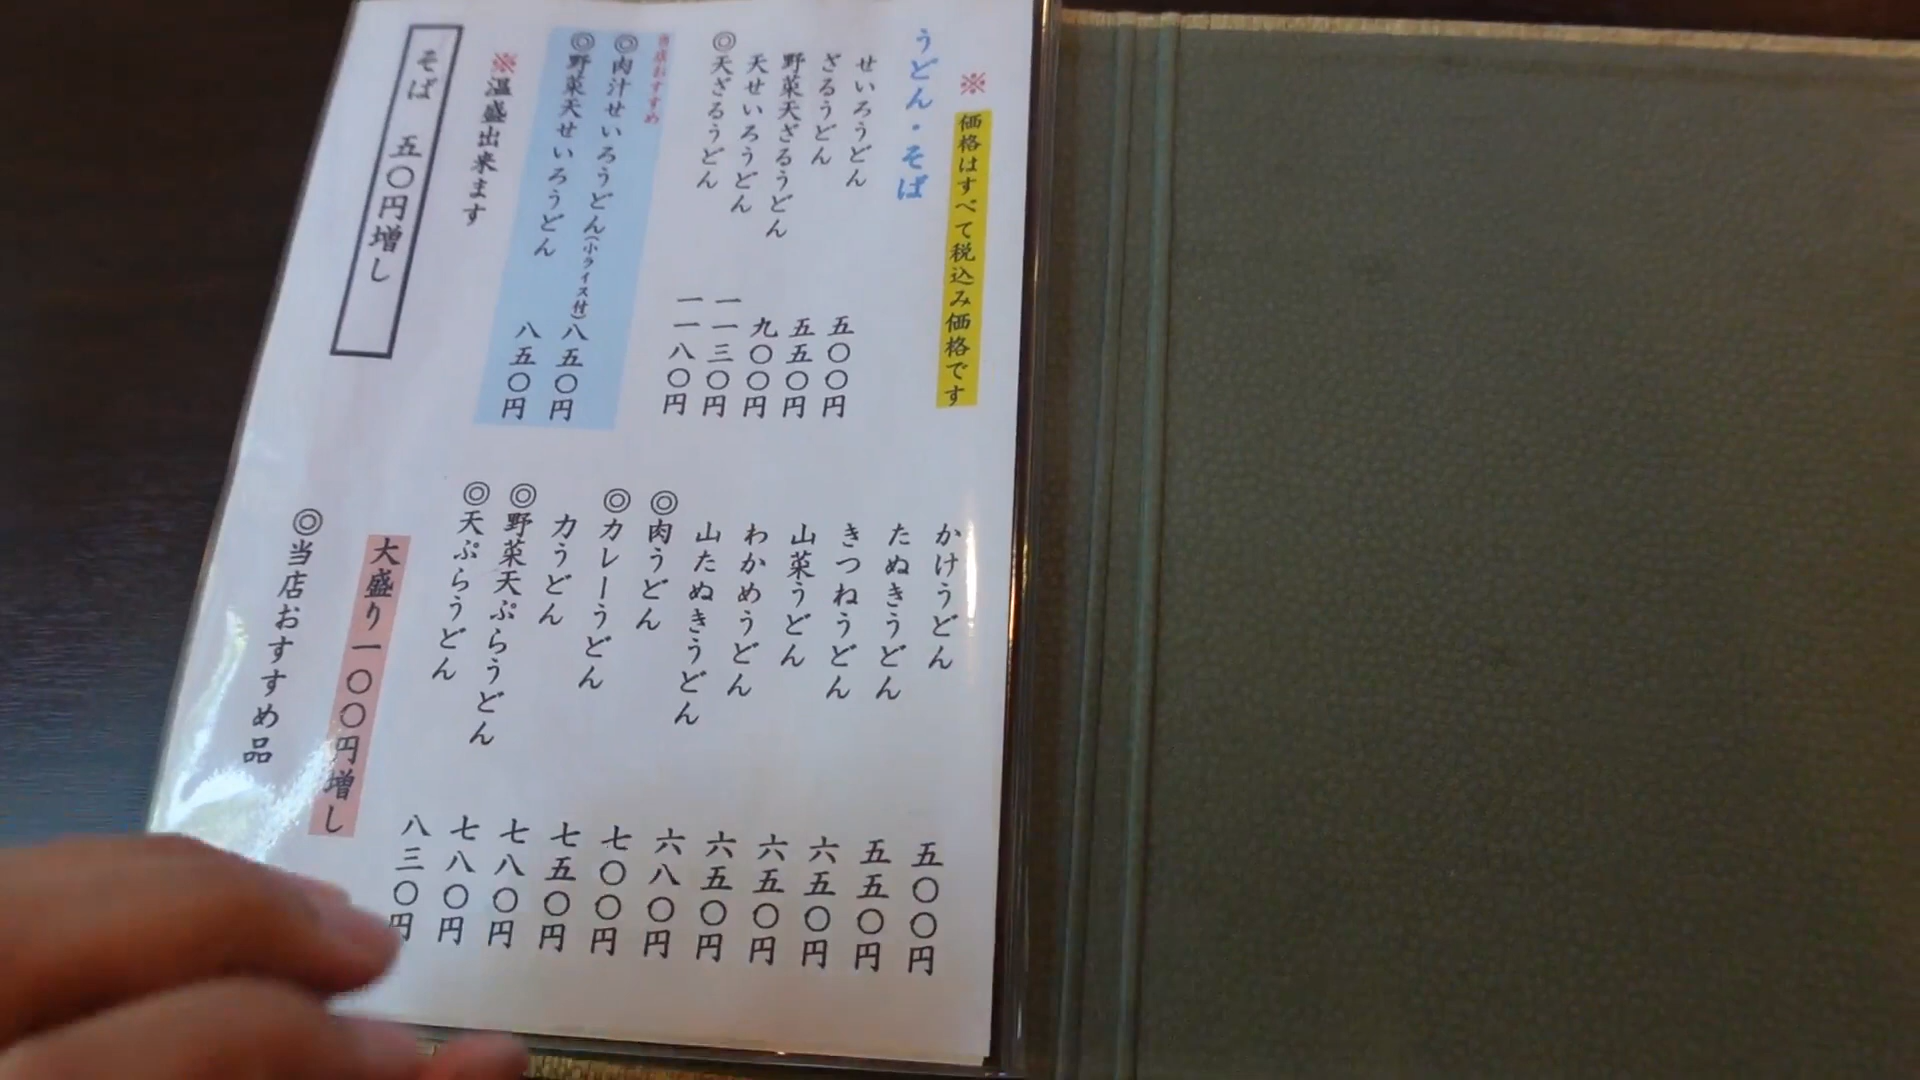 ※ 価格はすべて税込み価格です
うどん・そば
せいろうどん 五〇〇円
ざるうどん 五五〇円
野菜天ざるうどん 九〇〇円
天せいろうどん 一一三〇円
◎天ざるうどん 一一八〇円
当店おすすめ
◎肉汁せいろうどん(小ライス付) 八五〇円
◎野菜天せいろうどん 八五〇円
※温盛出来ます
そば 五〇円増し
かけうどん 五〇〇円
たぬきうどん 五五〇円
きつねうどん 六五〇円
山菜うどん 六五〇円
わかめうどん 六五〇円
山たぬきうどん 六八〇円
◎肉うどん 七〇〇円
◎カレーうどん 七五〇円
力うどん 七八〇円
◎野菜天ぷらうどん 七八〇円
◎天ぷらうどん 八三〇円
大盛り一〇〇円増し
◎当店おすすめ品